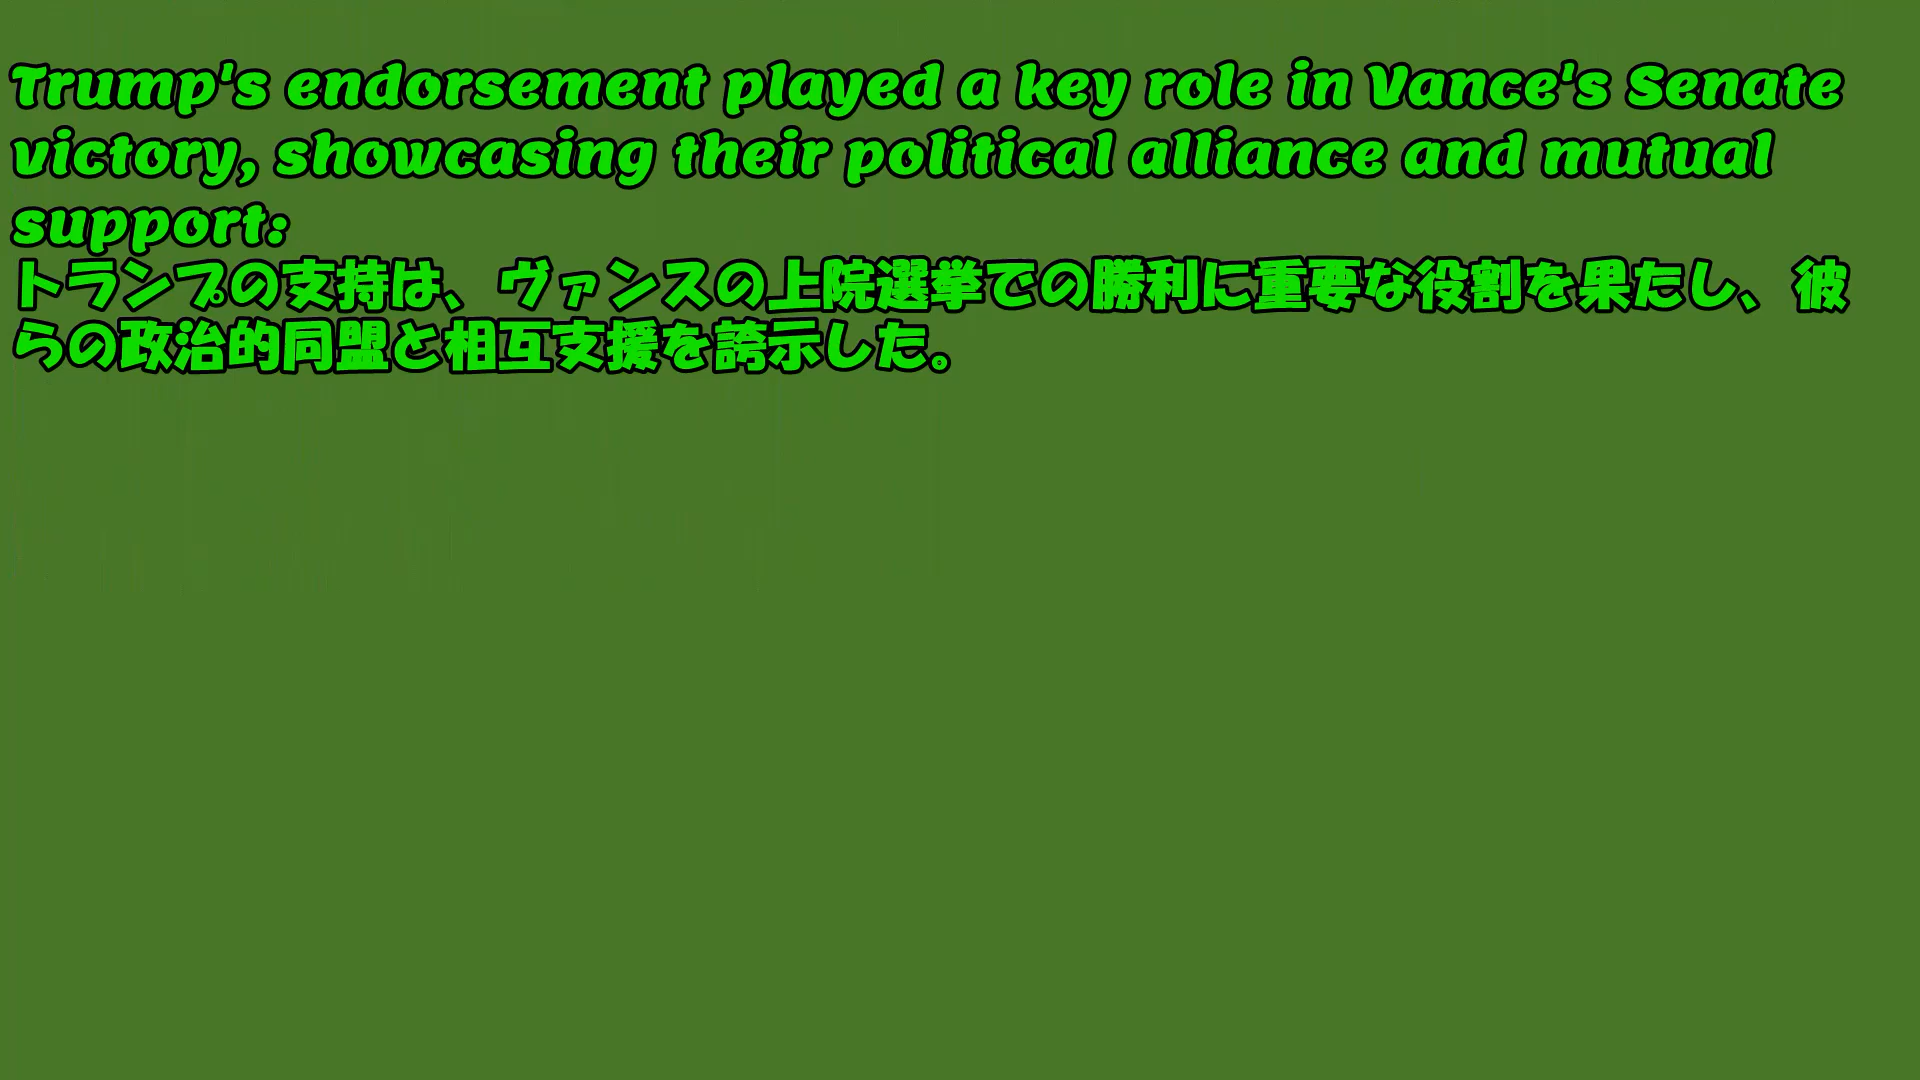 Trump's endorsement played a key role in Vance's Senate
victory, showcasing their political alliance and mutual
support:
トランプの支持は、ヴァンスの上院選挙での勝利に重要な役割を果たし、彼
らの政治的同盟と相互支援を誇示した。